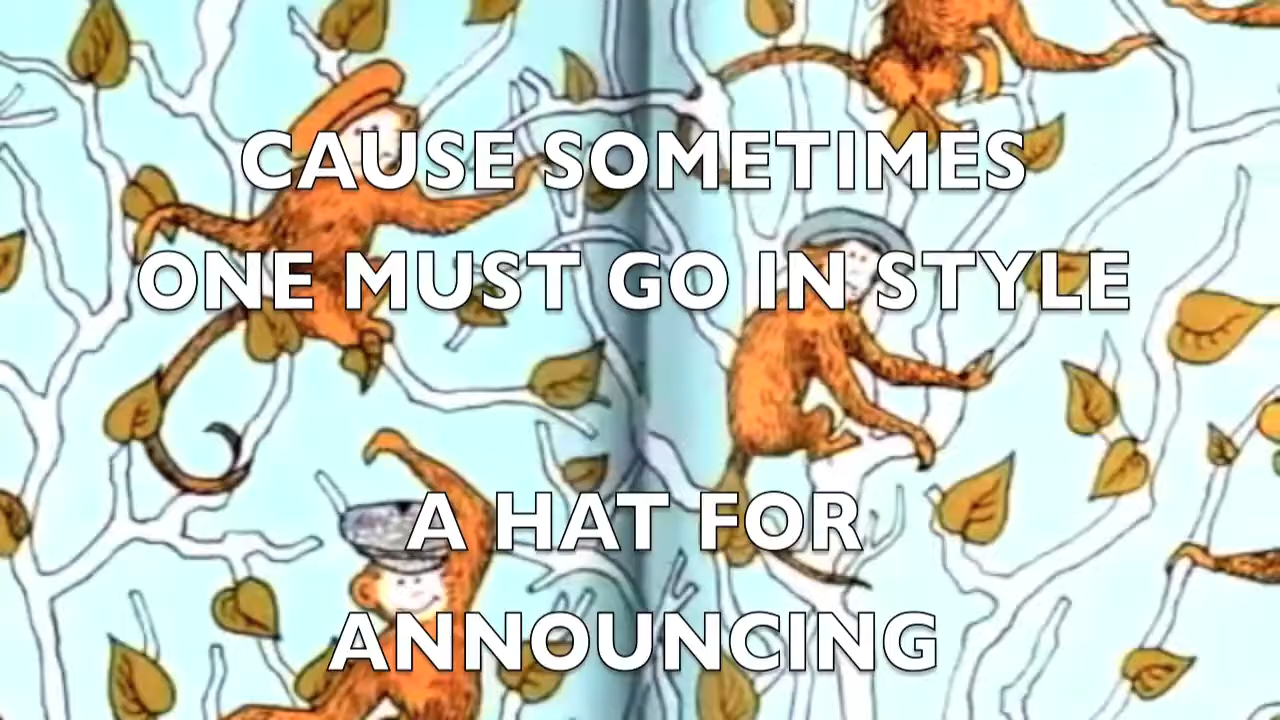 CAUSE SOMETIMES
ONE MUST GO IN STYLE
A HAT FOR
ANNOUNCING